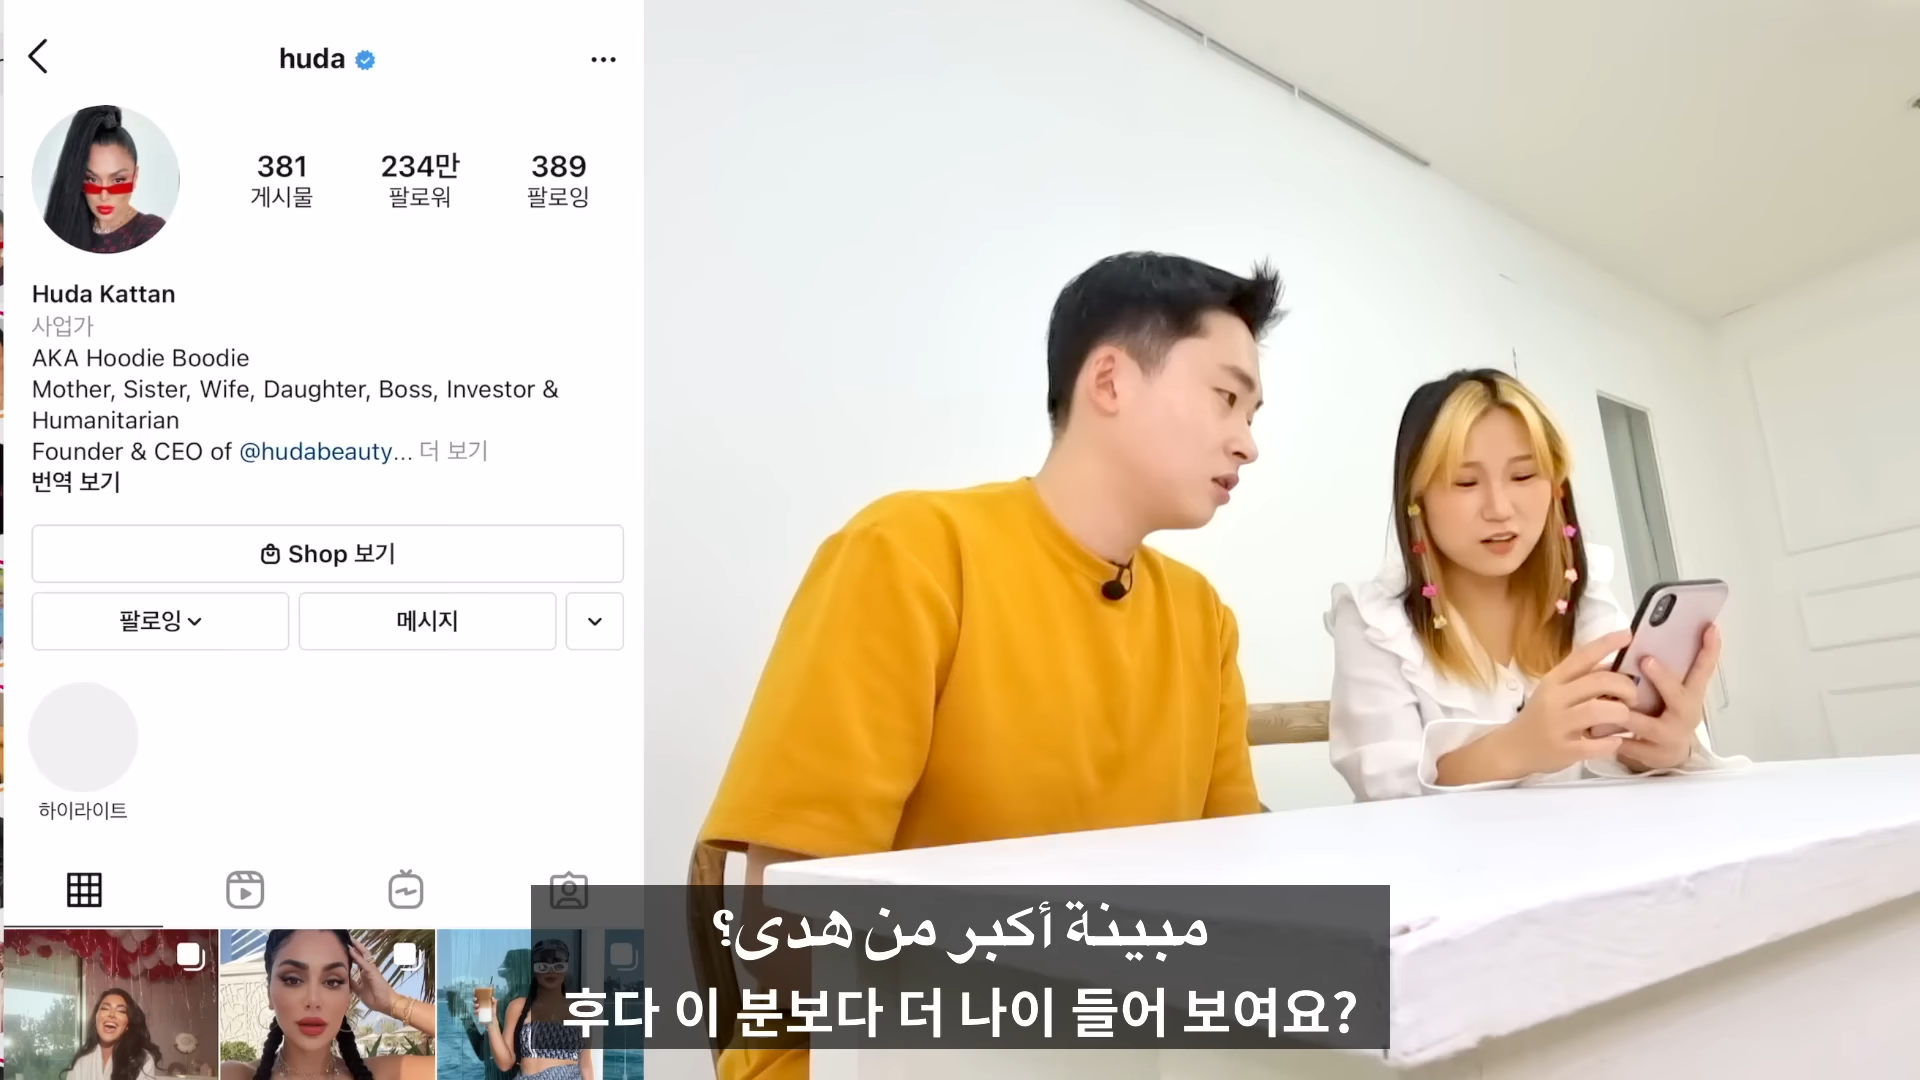 huda
381
게시물
234만
팔로워
389
팔로잉
Huda Kattan
사업가
AKA Hoodie Boodie
Mother, Sister, Wife, Daughter, Boss, Investor &
Humanitarian
Founder & CEO of @hudabeauty... 더 보기
번역 보기
Shop 보기
팔로잉
메시지
하이라이트
مبينة أكبر من هدى؟
후다 이 분보다 더 나이 들어 보여요?